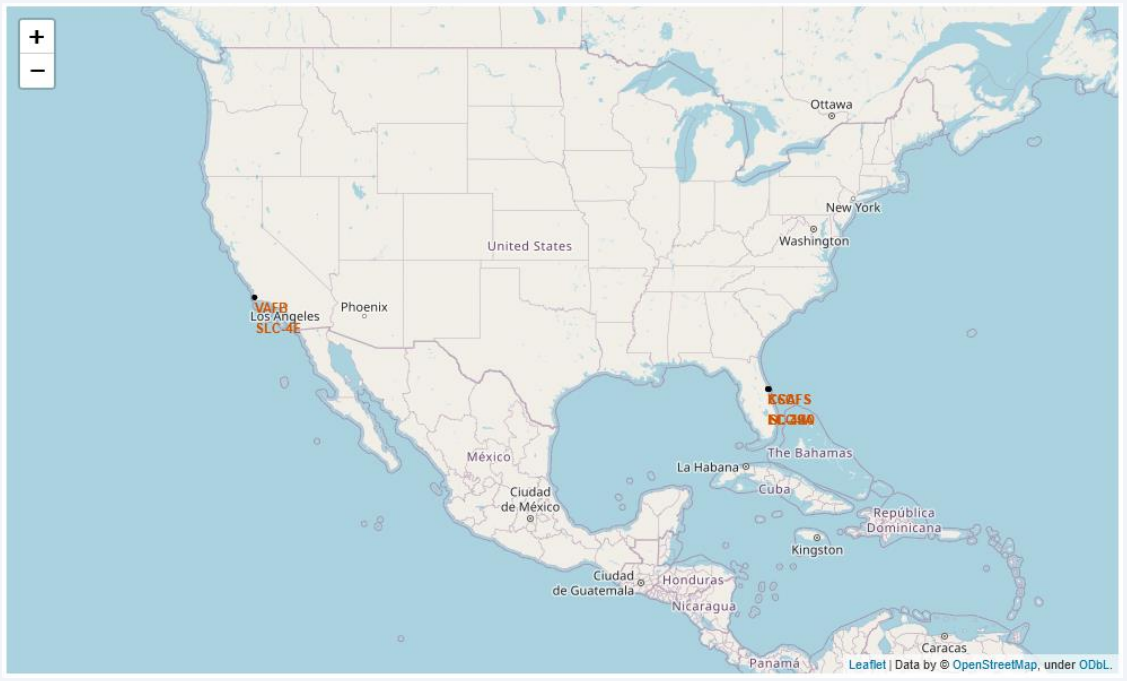 +
−
Ottawa
New York
Washington
United States
VAFB
Los Angeles
SLC-4E
Phoenix
México
Ciudad
de México
The Bahamas
La Habana
Cuba
República
Dominicana
Kingston
Ciudad
de Guatemala
Honduras
Nicaragua
Caracas
Panamá
Leaflet | Data by © OpenStreetMap, under ODbL.